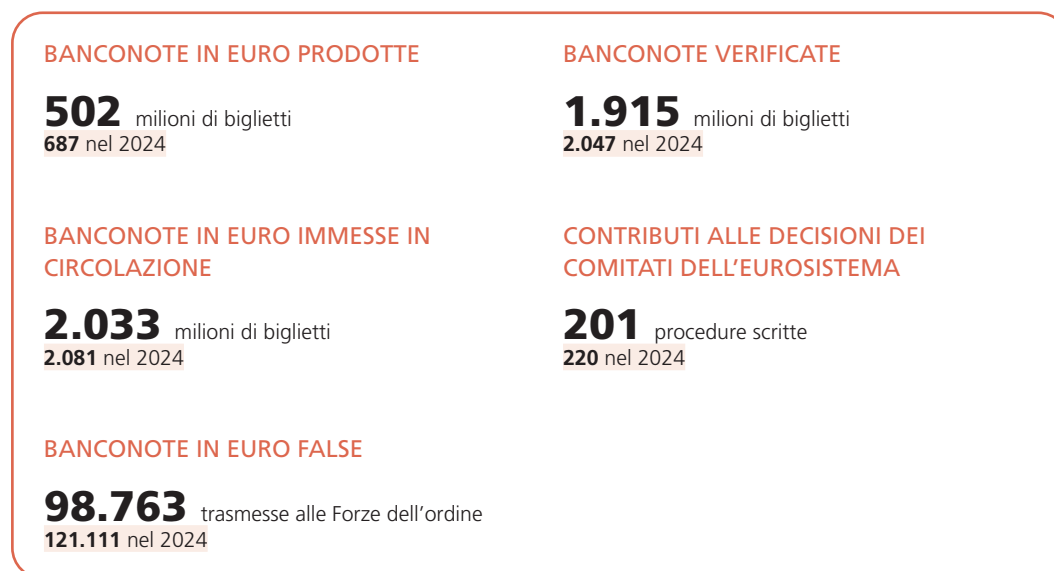 BANCONOTE IN EURO PRODOTTE
502 milioni di biglietti
687 nel 2024
BANCONOTE VERIFICATE
1.915 milioni di biglietti
2.047 nel 2024
BANCONOTE IN EURO IMMESSE IN
CIRCOLAZIONE
2.033 milioni di biglietti
2.081 nel 2024
CONTRIBUTI ALLE DECISIONI DEI
COMITATI DELL’EUROSISTEMA
201 procedure scritte
220 nel 2024
BANCONOTE IN EURO FALSE
98.763 trasmesse alle Forze dell’ordine
121.111 nel 2024